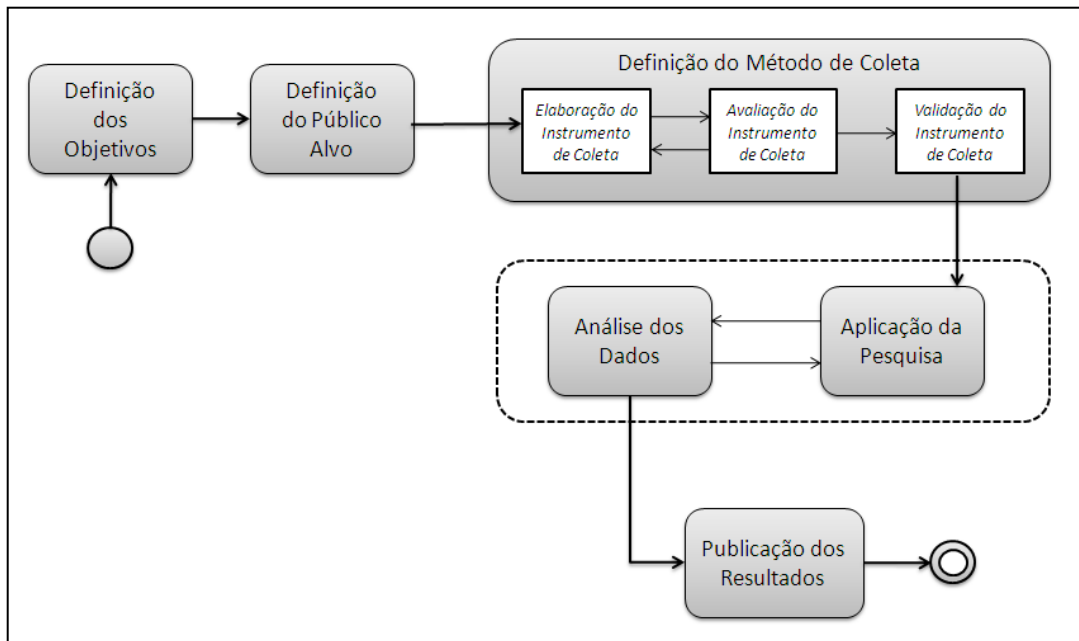 Definição
dos
Objetivos
Definição
do Público
Alvo
Definição do Método de Coleta
Elaboração do
Instrumento
de Coleta
Avaliação do
Instrumento
de Coleta
Validação do
Instrumento
de Coleta
Análise dos
Dados
Aplicação da
Pesquisa
Publicação dos
Resultados